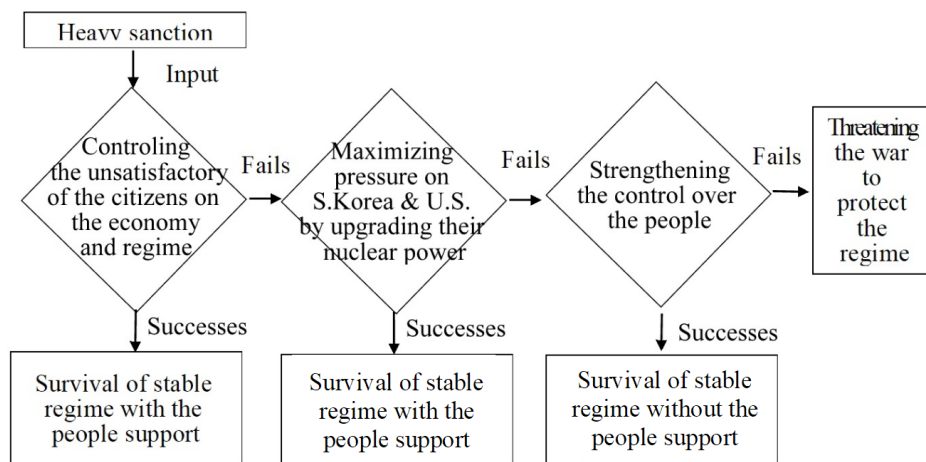 Heavv sanction
Input
Controling
the unsatisfactory
of the citizens on
the economy
and regime
Fails
Maximizing
pressure on
S.Korea & U.S.
by upgrading their
nuclear power
Fails
Strengthening
the control over
the people
Fails
Threatening
the war
to
protect
the
regime
Successes
Successes
Successes
Survival of stable
regime with the
people support
Survival of stable
regime with the
people support
Survival of stable
regime without the
people support